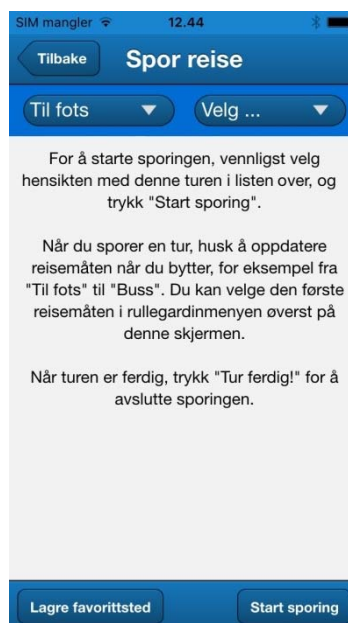 SIM mangler 12.44
Tilbake Spor reise
Til fots Velg ...
For å starte sporingen, vennligst velg
hensikten med denne turen i listen over, og
trykk "Start sporing".
Når du sporer en tur, husk å oppdatere
reisemåten når du bytter, for eksempel fra
"Til fots" til "Buss". Du kan velge den første
reisemåten i rullegardinmenyen øverst på
denne skjermen.
Når turen er ferdig, trykk "Tur ferdig!" for å
avslutte sporingen.
Lagre favorittsted Start sporing